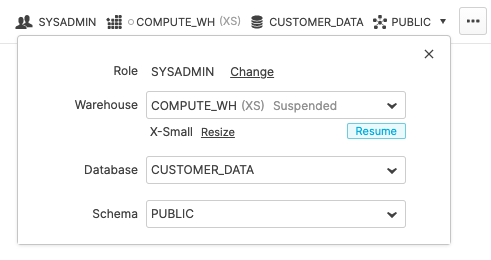 SYSADMIN COMPUTE_WH (XS) CUSTOMER_DATA PUBLIC
Role SYSADMIN Change
Warehouse COMPUTE_WH (XS) Suspended
X-Small Resize Resume
Database CUSTOMER_DATA
Schema PUBLIC